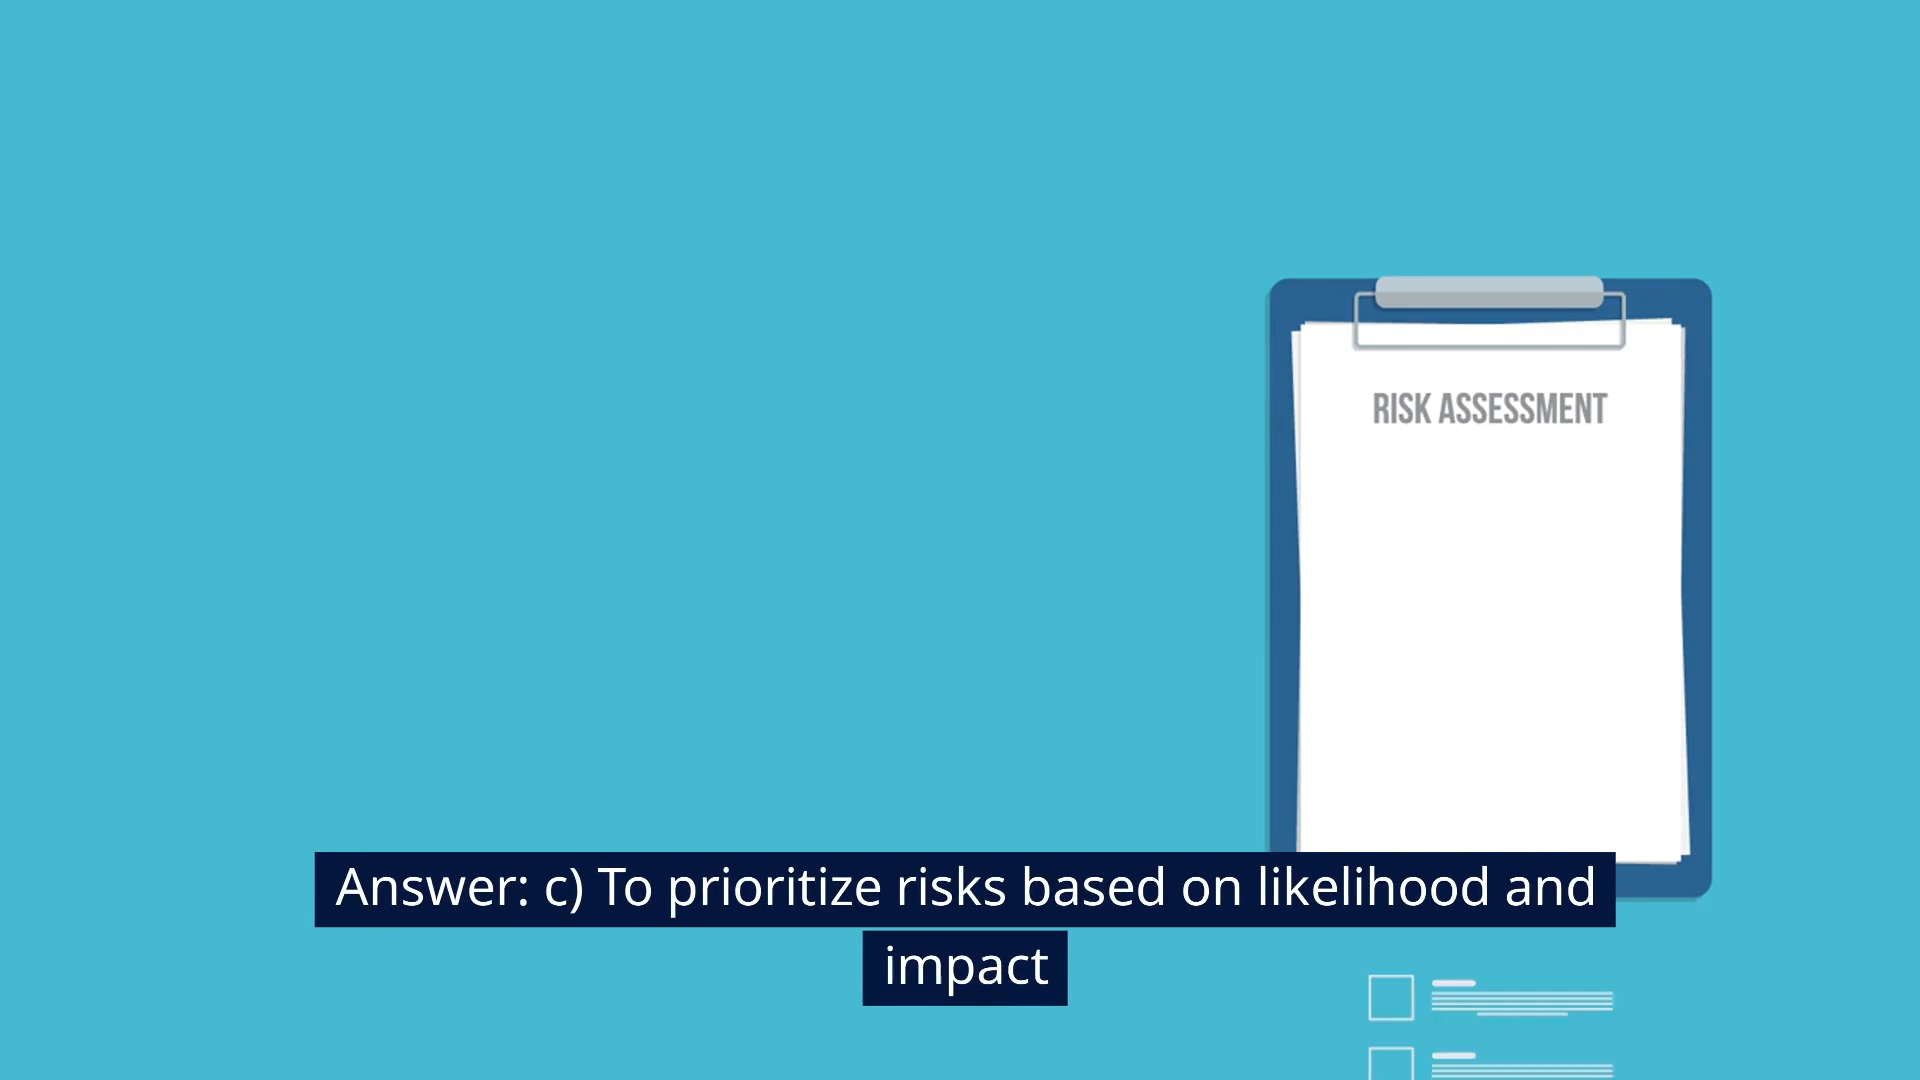 RISK ASSESSMENT
Answer: c) To prioritize risks based on likelihood and
impact